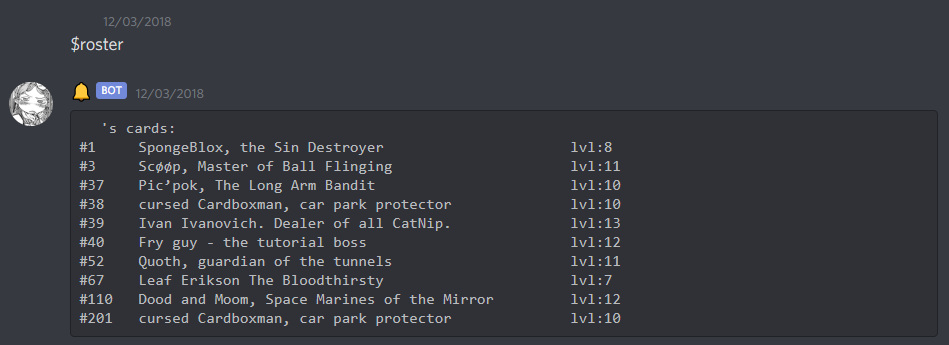 12/03/2018
$roster
BOT 12/03/2018
's cards:
#1 SpongeBlox, the Sin Destroyer lvl:8
#3 Scøøp, Master of Ball Flinging lvl:11
#37 Pic’pok, The Long Arm Bandit lvl:10
#38 cursed Cardboxman, car park protector lvl:10
#39 Ivan Ivanovich. Dealer of all CatNip. lvl:13
#40 Fry guy - the tutorial boss lvl:12
#52 Quoth, guardian of the tunnels lvl:11
#67 Leaf Erikson The Bloodthirsty lvl:7
#110 Dood and Moom, Space Marines of the Mirror lvl:12
#201 cursed Cardboxman, car park protector lvl:10